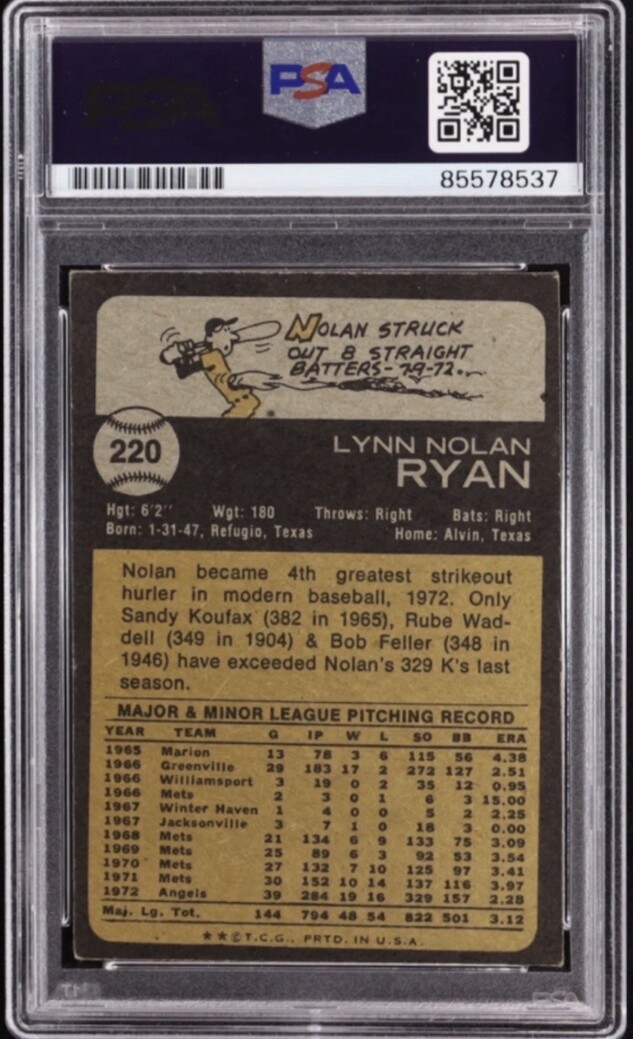 PSA
85578537
NOLAN STRUCK
OUT 8 STRAIGHT
BATTERS-7-9-72...
220
LYNN NOLAN
RYAN
Hgt: 6'2" Wgt: 180 Throws: Right Bats: Right
Born: 1-31-47, Refugio, Texas Home: Alvin, Texas
Nolan became 4th greatest strikeout
hurler in modern baseball, 1972. Only
Sandy Koufax (382 in 1965), Rube Wad-
dell (349 in 1904) & Bob Feller (348 in
1946) have exceeded Nolan's 329 K's last
season.
MAJOR & MINOR LEAGUE PITCHING RECORD
YEAR TEAM G IP W L SO BB ERA
1965 Marion 13 78 3 6 115 56 4.38
1966 Greenville 29 183 17 2 272 127 2.51
1966 Williamsport 3 19 0 2 35 12 0.95
1966 Mets 2 3 0 1 6 3 15.00
1967 Winter Haven 1 4 0 0 5 2 2.25
1967 Jacksonville 3 7 1 0 18 3 0.00
1968 Mets 21 134 6 9 133 75 3.09
1969 Mets 25 89 6 3 92 53 3.54
1970 Mets 27 132 7 10 125 97 3.41
1971 Mets 30 152 10 14 137 116 3.97
1972 Angels 39 284 19 16 329 157 2.28
Maj. Lg. Tot. 144 794 48 54 822 501 3.12
**©T.C.G., PRTD. IN U.S.A.
PSA